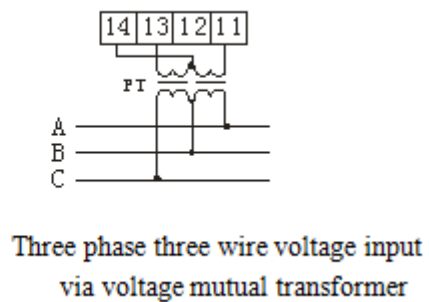 14 13 12 11
PT
A
B
C
Three phase three wire voltage input
via voltage mutual transformer